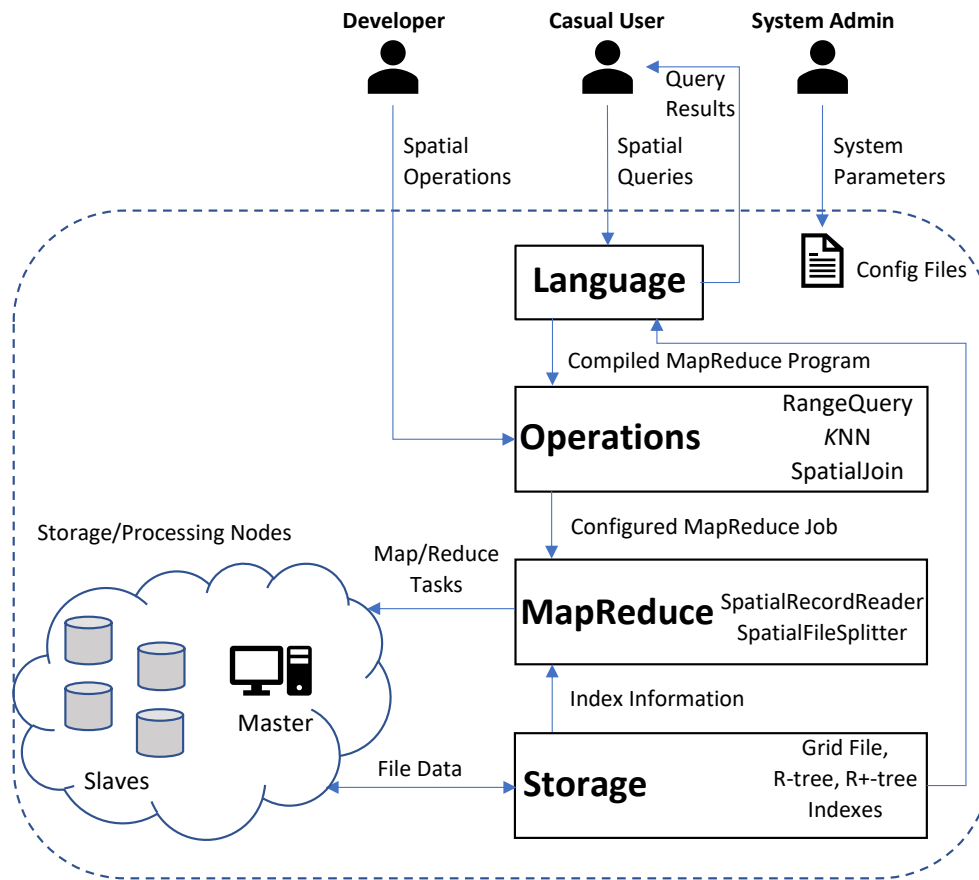 Developer
Casual User
System Admin
Query
Results
Spatial
Operations
Spatial
Queries
System
Parameters
Config Files
Language
Compiled MapReduce Program
Operations
RangeQuery
KNN
SpatialJoin
Configured MapReduce Job
Storage/Processing Nodes
Map/Reduce
Tasks
MapReduce
SpatialRecordReader
SpatialFileSplitter
Master
Index Information
Slaves
File Data
Storage
Grid File,
R-tree, R+-tree
Indexes